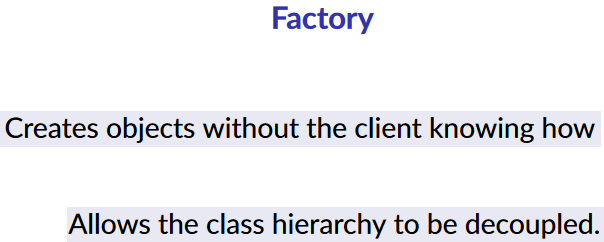 Factory
Creates objects without the client knowing how
Allows the class hierarchy to be decoupled.